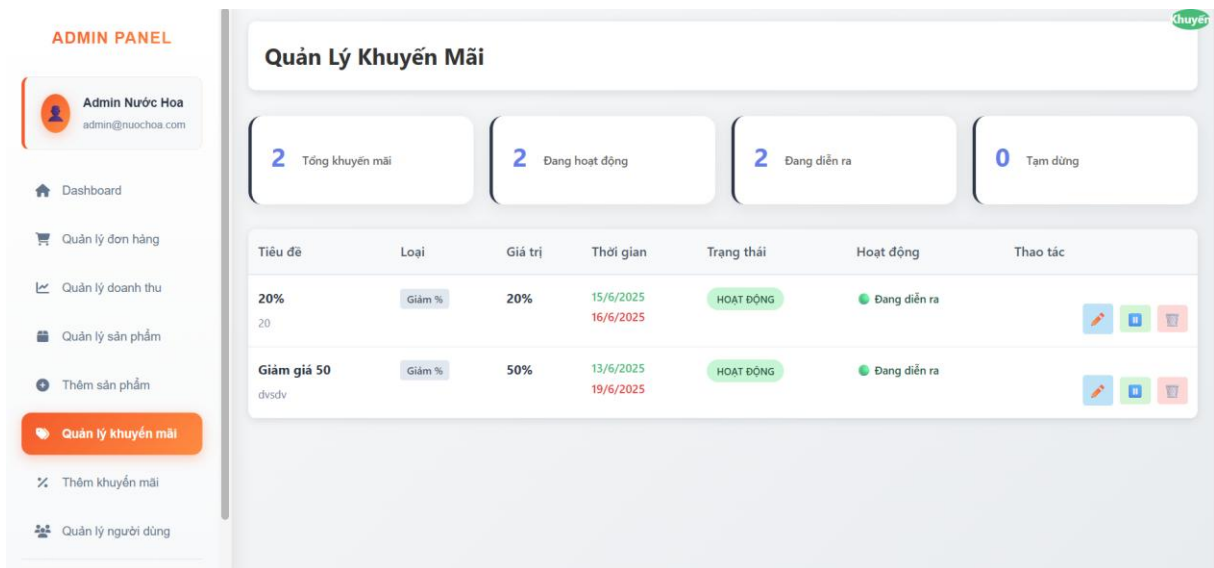 ADMIN PANEL
Admin Nước Hoa
admin@nuochoa.com
Dashboard
Quản lý đơn hàng
Quản lý doanh thu
Quản lý sản phẩm
Thêm sản phẩm
Quản lý khuyến mãi
Thêm khuyến mãi
Quản lý người dùng
Khuyến
Quản Lý Khuyến Mãi
2 Tổng khuyến mãi
2 Đang hoạt động
2 Đang diễn ra
0 Tạm dừng
Tiêu đề Loại Giá trị Thời gian Trạng thái Hoạt động Thao tác
20% Giảm % 20% 15/6/2025 HOẠT ĐỘNG Đang diễn ra
20 16/6/2025
Giảm giá 50 Giảm % 50% 13/6/2025 HOẠT ĐỘNG Đang diễn ra
dvsdv 19/6/2025